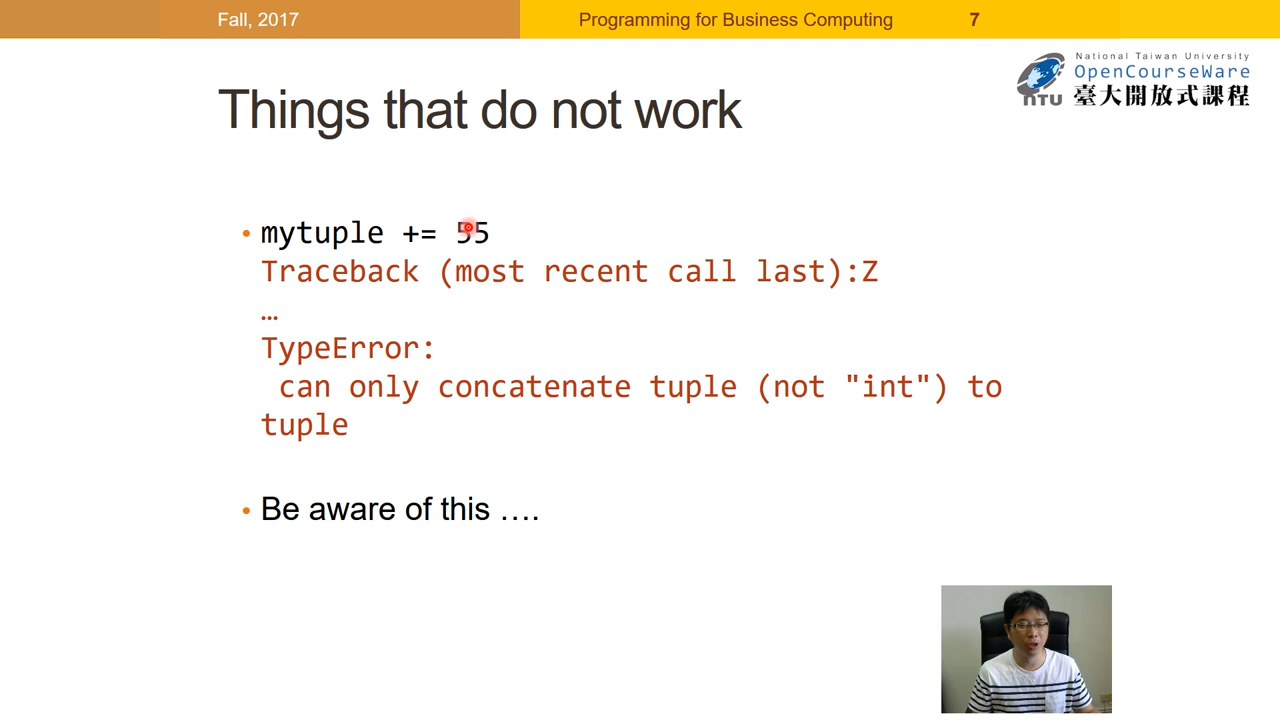 Fall, 2017
Programming for Business Computing
7
National Taiwan University
OpenCourseWare
NTU 臺大開放式課程
Things that do not work
• mytuple += 55
Traceback (most recent call last):Z
…
TypeError:
can only concatenate tuple (not "int") to
tuple
• Be aware of this ….